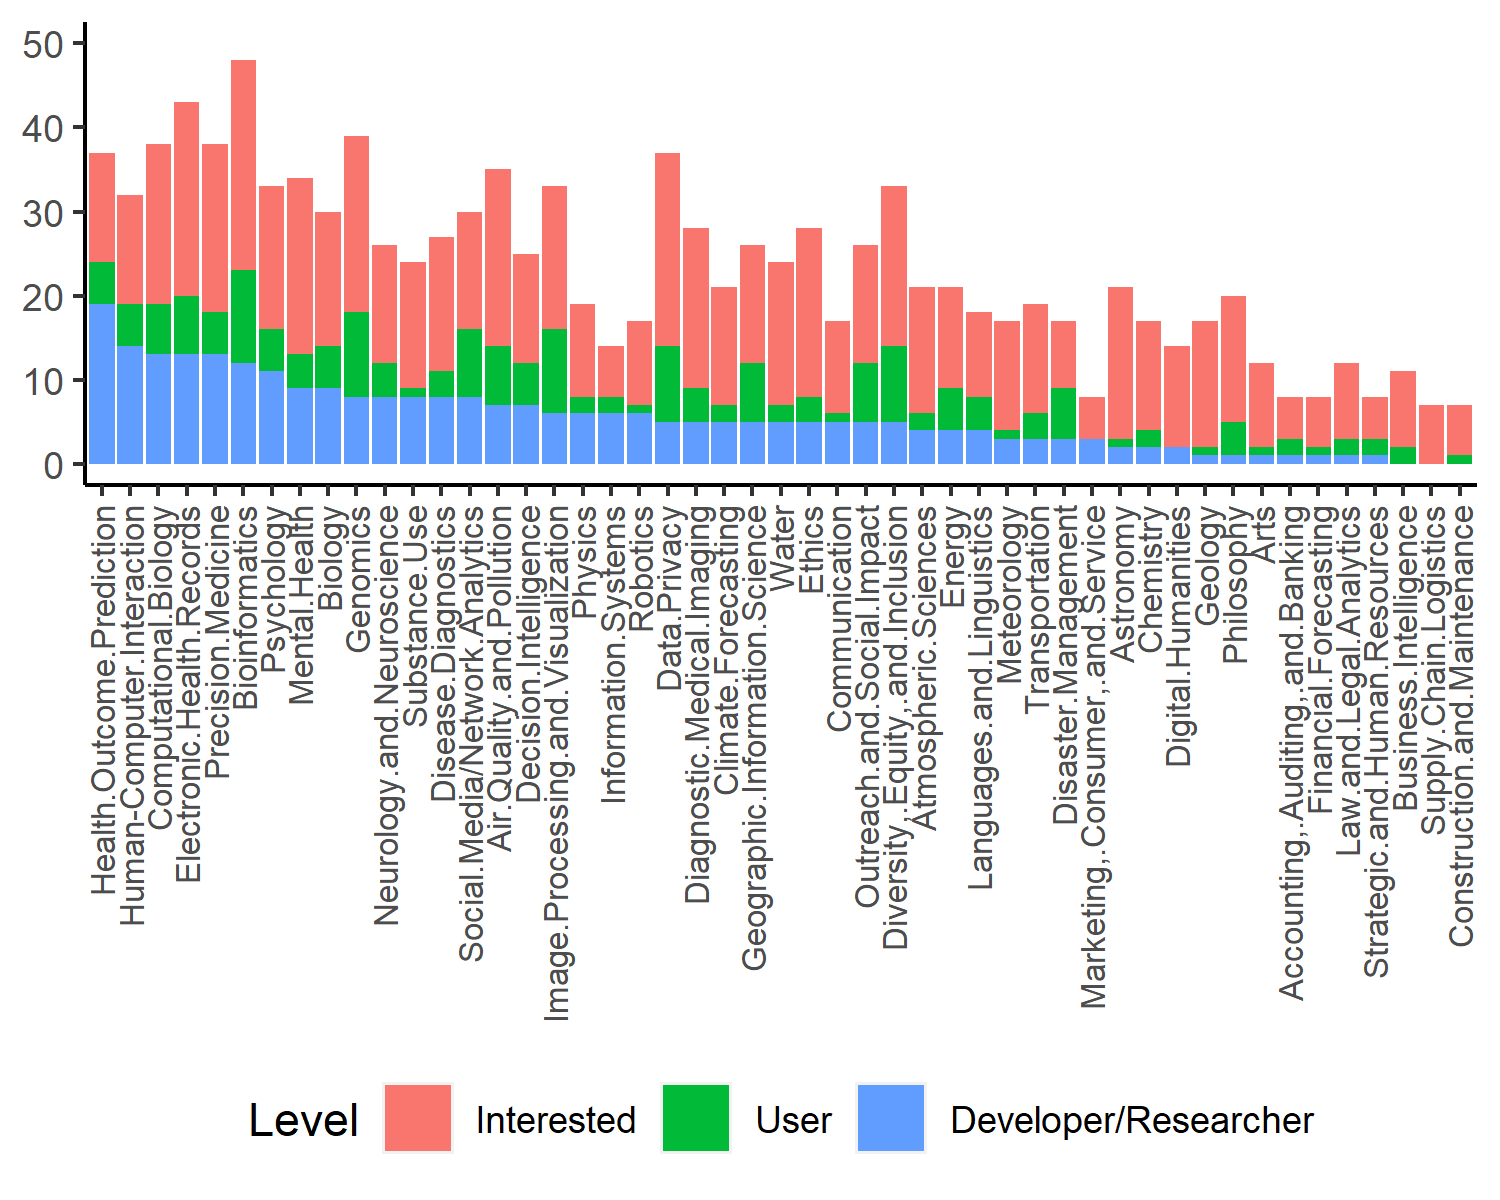 50
40
30
20
10
0
Health.Outcome.Prediction
Human-Computer.Interaction
Computational.Biology
Electronic.Health.Records
Precision.Medicine
Bioinformatics
Psychology
Mental.Health
Biology
Genomics
Neurology.and.Neuroscience
Substance.Use
Disease.Diagnostics
Social.Media/Network.Analytics
Air.Quality.and.Pollution
Decision.Intelligence
Image.Processing.and.Visualization
Physics
Information.Systems
Robotics
Data.Privacy
Diagnostic.Medical.Imaging
Climate.Forecasting
Geographic.Information.Science
Water
Ethics
Communication
Outreach.and.Social.Impact
Diversity,.Equity,.and.Inclusion
Atmospheric.Sciences
Energy
Languages.and.Linguistics
Meteorology
Transportation
Disaster.Management
Marketing,.Consumer,.and.Service
Astronomy
Chemistry
Digital.Humanities
Geology
Philosophy
Arts
Accounting,.Auditing,.and.Banking
Financial.Forecasting
Law.and.Legal.Analytics
Strategic.and.Human.Resources
Business.Intelligence
Supply.Chain.Logistics
Construction.and.Maintenance
Level Interested User Developer/Researcher